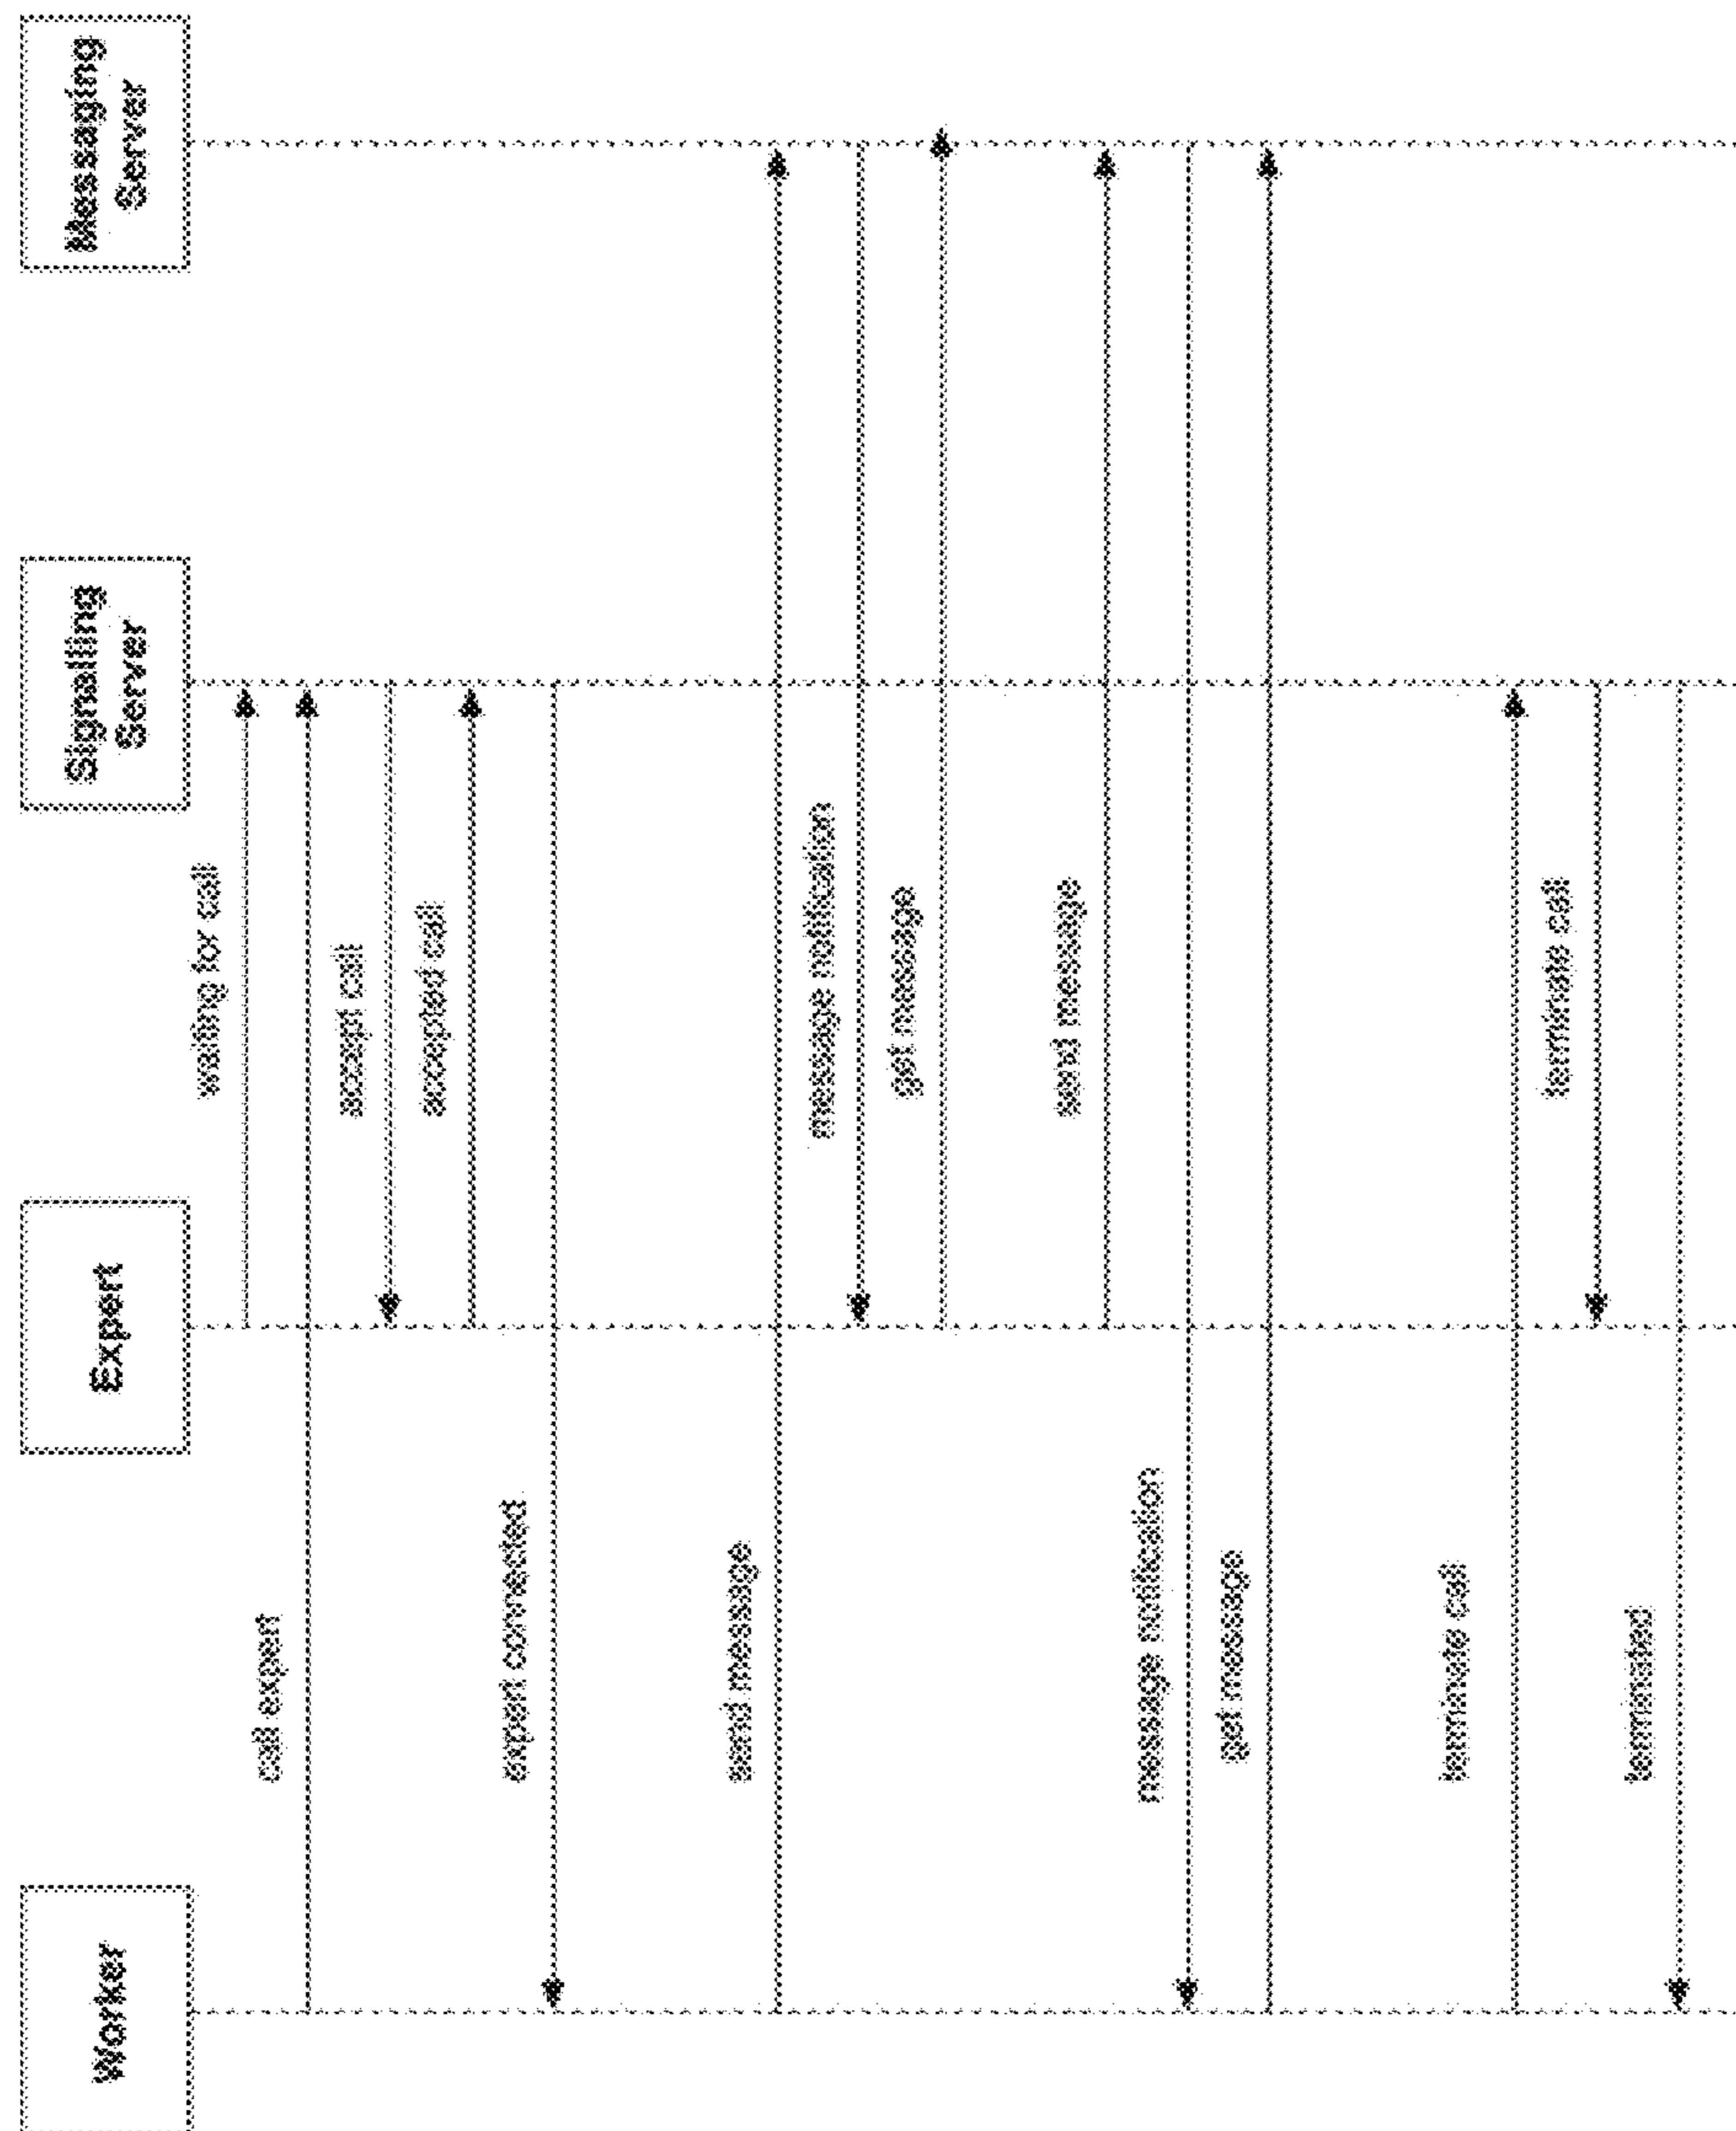 Worker
Expert
Signalling
Server
Messaging
Server
waiting for call
call expert
accept call
accepted call
expert connected
send message
message notification
get message
send message
message notification
get message
terminate call
terminate call
terminated